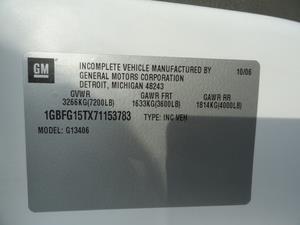 GM
INCOMPLETE VEHICLE MANUFACTURED BY
GENERAL MOTORS CORPORATION
DETROIT, MICHIGAN 48243
10/06
GVWR GAWR FRT GAWR RR
3266KG(7200LB) 1633KG(3600LB) 1814KG(4000LB)
1GBFG15TX71153783 TYPE: INC VEH
MODEL: G13406